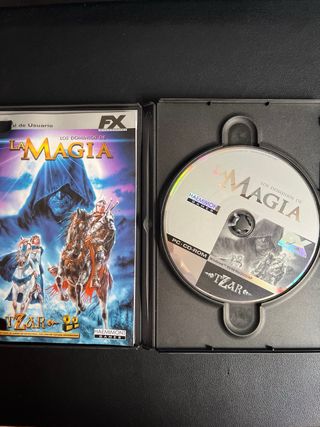 al de Usuario
FX
LOS DOMINIOS DE
LA MAGIA
TZAR
HAEMIMONT
GAMES
LOS DOMINIOS DE
LA MAGIA
PC CD-ROM
FX
HAEMIMONT
GAMES
TZAR